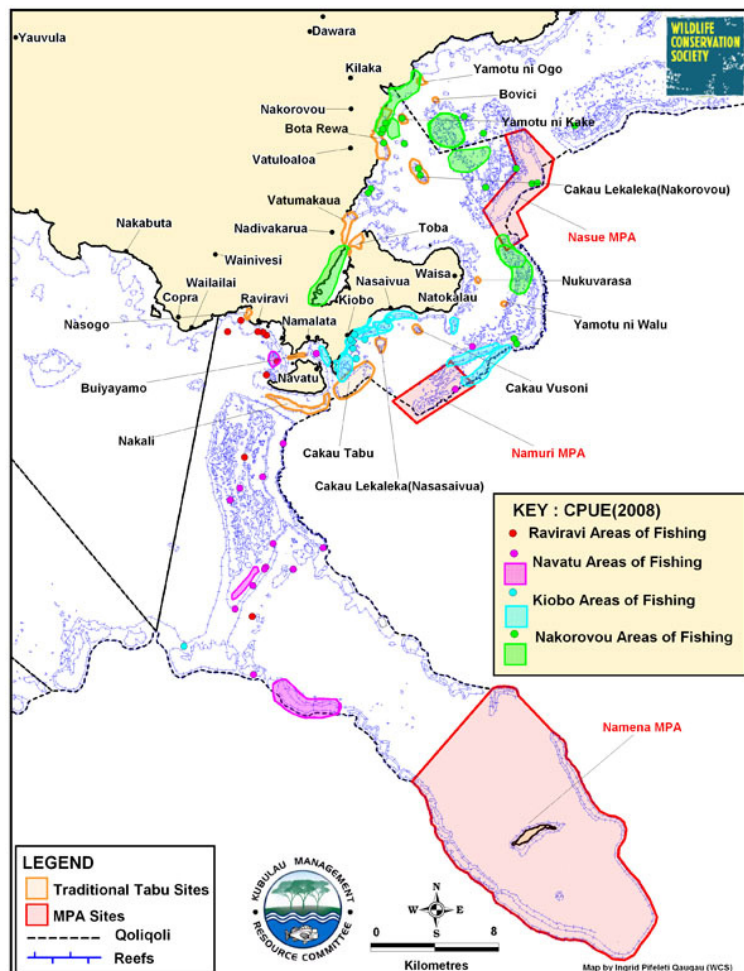 Yauvula
Dawara
WILDLIFE
CONSERVATION
SOCIETY
Kilaka
Yamotu ni Ogo
Bovici
Nakorovou
Yamotu ni Kake
Bota Rewa
Vatuloaloa
Cakau Lekaleka(Nakorovou)
Vatumakaua
Nadivakarua
Toba
Nasue MPA
Nakabuta
Wainivesi
Nasaivua
Waisa
Nukuvarasa
Wailailai
Copra
Raviravi
Kiobo
Natokalau
Nasogo
Namalata
Yamotu ni Walu
Buiyayamo
Navatu
Cakau Vusoni
Nakali
Cakau Tabu
Namuri MPA
Cakau Lekaleka(Nasasaivua)
KEY : CPUE(2008)
Raviravi Areas of Fishing
Navatu Areas of Fishing
Kiobo Areas of Fishing
Nakorovou Areas of Fishing
Namena MPA
LEGEND
Traditional Tabu Sites
MPA Sites
Qoliqoli
Reefs
KUBULAU MANAGEMENT
RESOURCE COMMITTEE
N
W E
S
0 8
Kilometres
Map by Ingrid Pifeleti Qauqau (WCS)